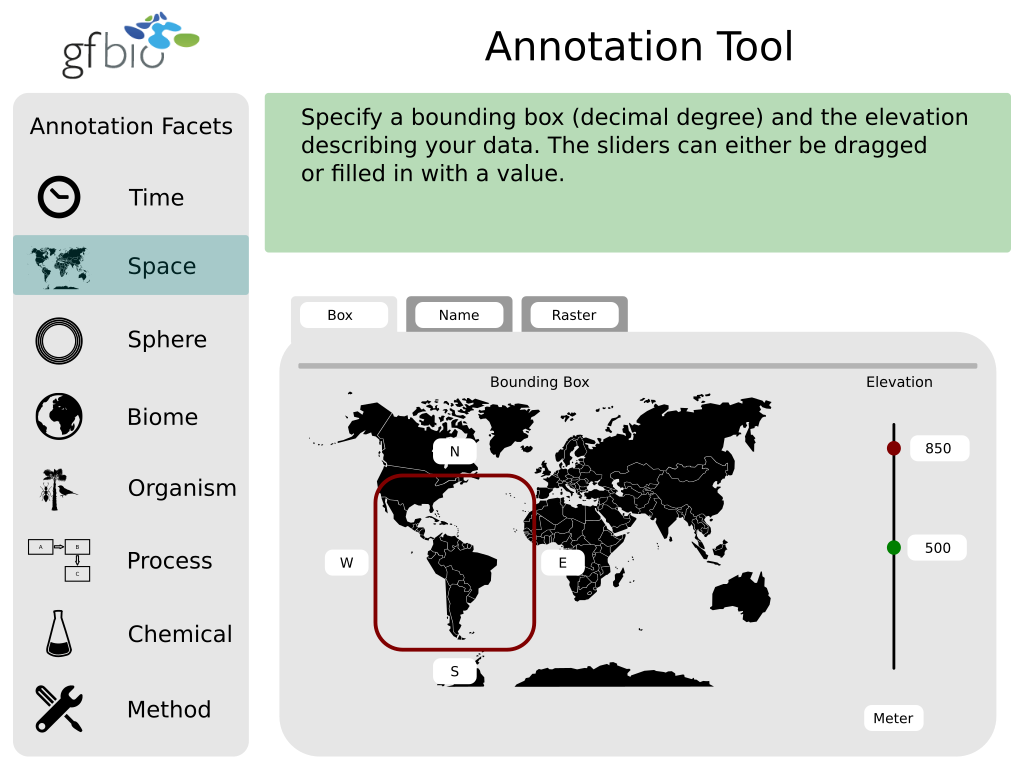 gfbio
Annotation Tool
Annotation Facets
Time
Space
Sphere
Biome
Organism
A
B
C
Process
Chemical
Method
Specify a bounding box (decimal degree) and the elevation
describing your data. The sliders can either be dragged
or filled in with a value.
Box
Name
Raster
Bounding Box
Elevation
N
W
E
S
850
500
Meter